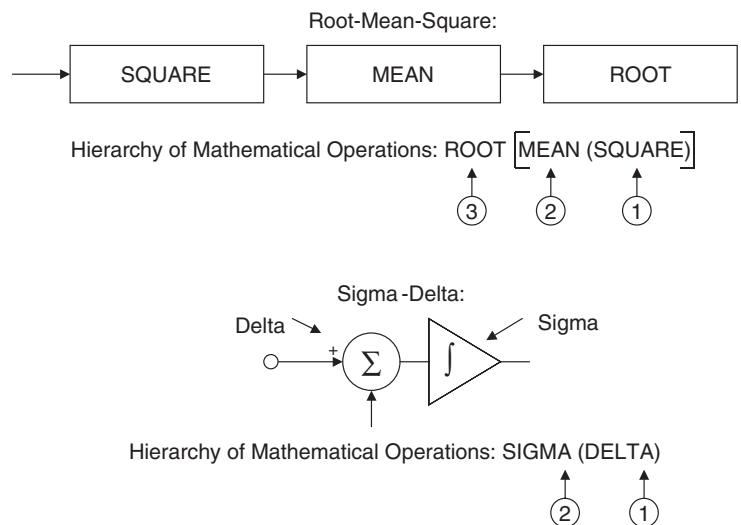 Root-Mean-Square:
SQUARE MEAN ROOT
Hierarchy of Mathematical Operations: ROOT [MEAN (SQUARE)]
3 2 1
Sigma-Delta:
Delta Sigma
+ Σ ∫
Hierarchy of Mathematical Operations: SIGMA (DELTA)
2 1